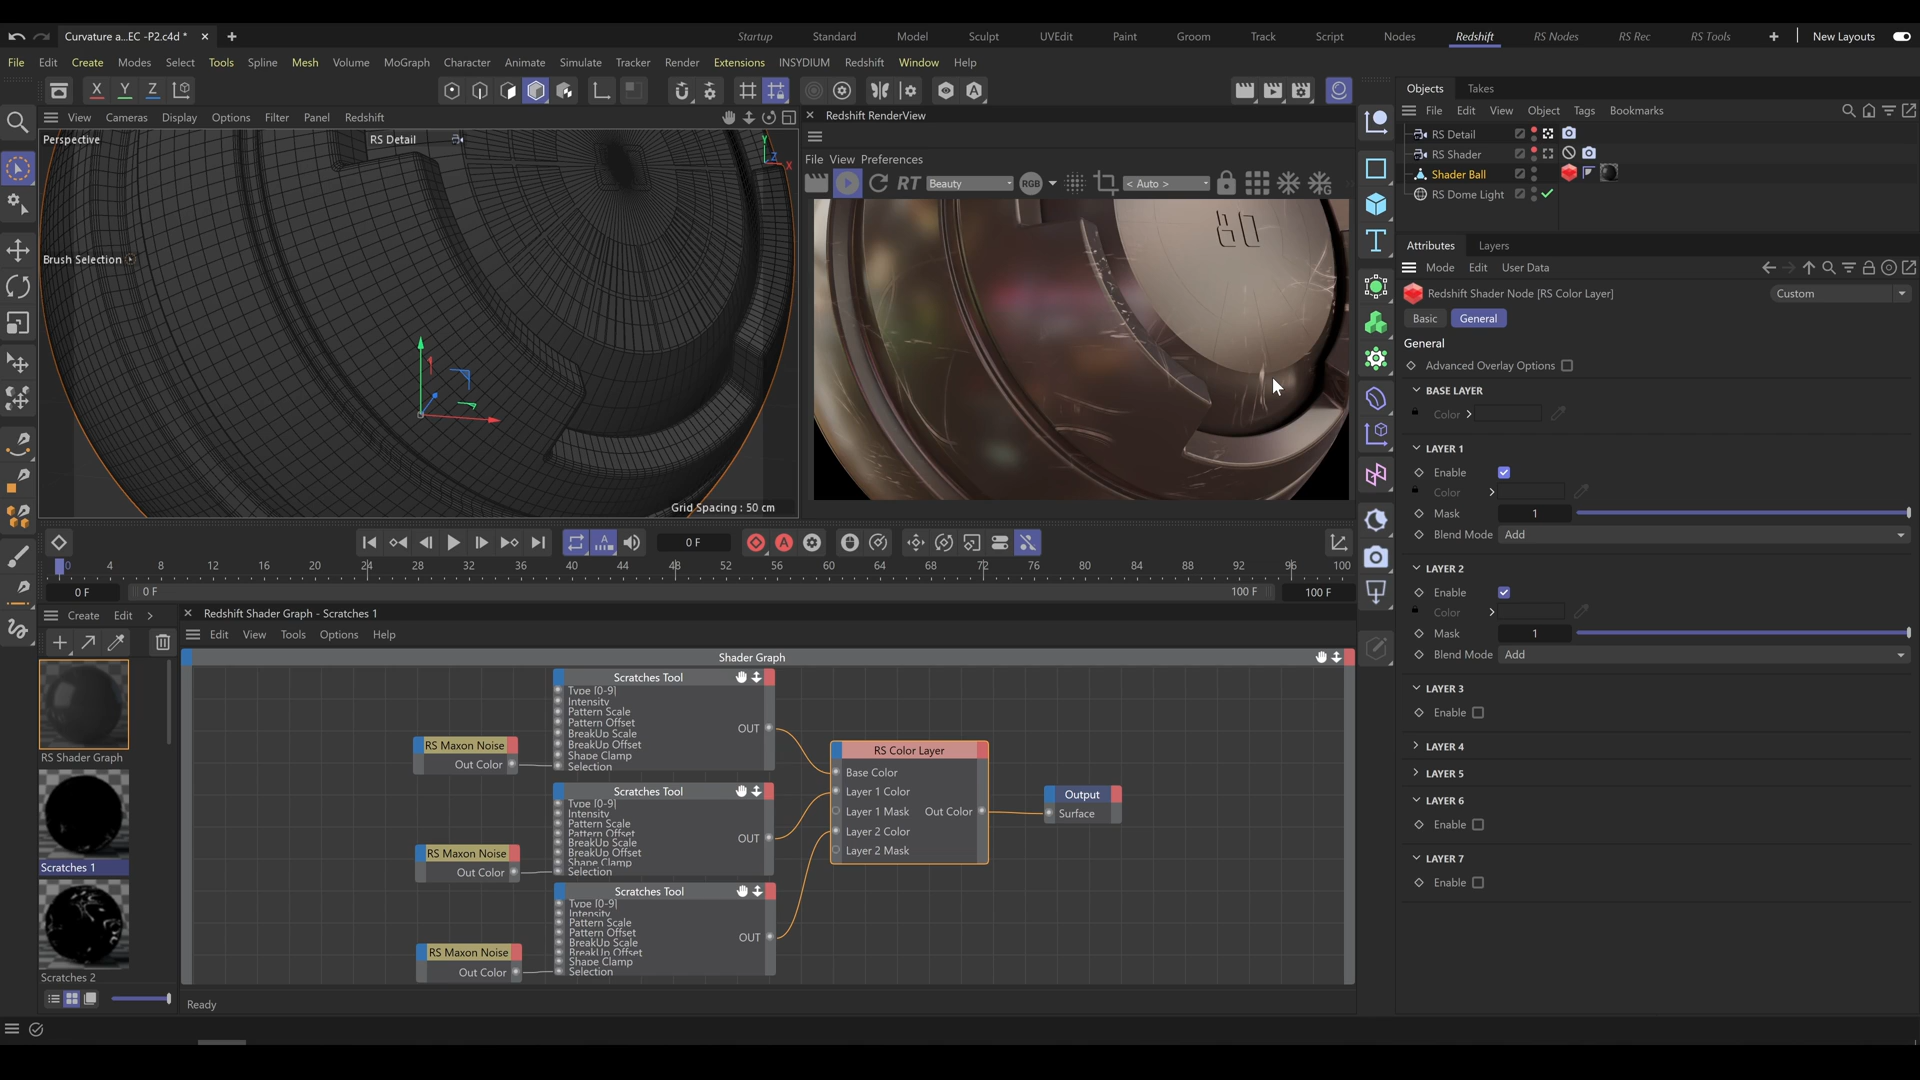 Curvature a...EC -P2.c4d *
Startup Standard Model Sculpt UVEdit Paint Groom Track Script Nodes Redshift RS Nodes RS Rec RS Tools New Layouts
File Edit Create Modes Select Tools Spline Mesh Volume MoGraph Character Animate Simulate Tracker Render Extensions INSYDIUM Redshift Window Help
X Y Z
View Cameras Display Options Filter Panel Redshift
Perspective RS Detail
Y
Z
X
Brush Selection
Grid Spacing : 50 cm
Redshift RenderView
File View Preferences
RT Beauty RGB < Auto >
80
Objects Takes
File Edit View Object Tags Bookmarks
RS Detail
RS Shader
Shader Ball
RS Dome Light
Attributes Layers
Mode Edit User Data
Redshift Shader Node [RS Color Layer] Custom
Basic General
General
Advanced Overlay Options
BASE LAYER
Color
LAYER 1
Enable
Color
Mask 1
Blend Mode Add
LAYER 2
Enable
Color
Mask 1
Blend Mode Add
LAYER 3
Enable
LAYER 4
LAYER 5
LAYER 6
Enable
LAYER 7
Enable
0 F
4 8 12 16 20 24 28 32 36 40 44 48 52 56 60 64 68 72 76 80 84 88 92 96 100
0 F 0 F 100 F 100 F
Create Edit
RS Shader Graph
Scratches 1
Scratches 2
Redshift Shader Graph - Scratches 1
Edit View Tools Options Help
Shader Graph
Scratches Tool
Type [0-9]
Intensity
Pattern Scale
Pattern Offset
BreakUp Scale
BreakUp Offset
Shape Clamp
Selection
OUT
RS Maxon Noise
Out Color
Scratches Tool
Type [0-9]
Intensity
Pattern Scale
Pattern Offset
BreakUp Scale
BreakUp Offset
Shape Clamp
Selection
OUT
RS Maxon Noise
Out Color
Scratches Tool
Type [0-9]
Intensity
Pattern Scale
Pattern Offset
BreakUp Scale
BreakUp Offset
Shape Clamp
Selection
OUT
RS Maxon Noise
Out Color
RS Color Layer
Base Color
Layer 1 Color
Layer 1 Mask Out Color
Layer 2 Color
Layer 2 Mask
Output
Surface
Ready